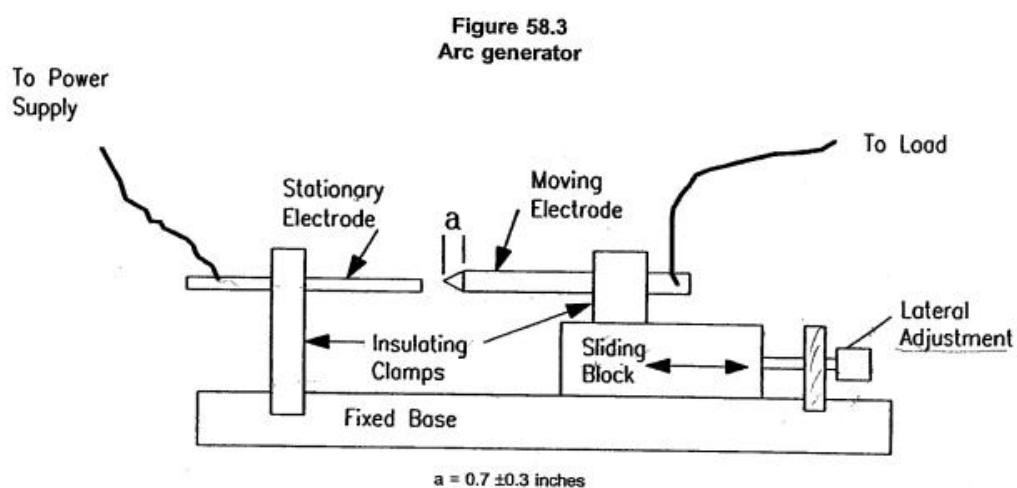 Figure 58.3
Arc generator
To Power
Supply
To Load
Stationary
Electrode
Moving
Electrode
a
Lateral
Adjustment
Insulating
Clamps
Sliding
Block
Fixed Base
a = 0.7 ±0.3 inches